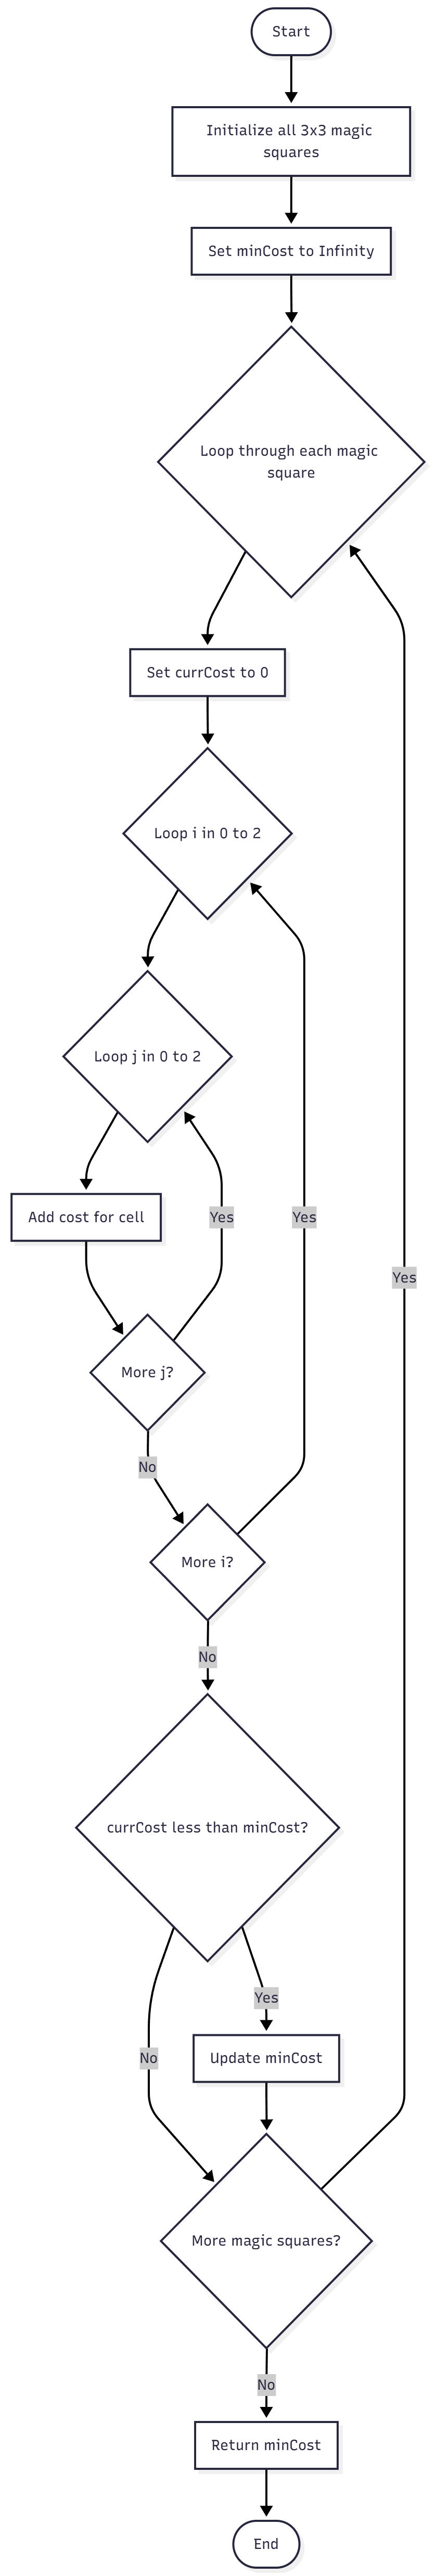 Start
Initialize all 3x3 magic
squares
Set minCost to Infinity
Loop through each magic
square
Set currCost to 0
Loop i in 0 to 2
Loop j in 0 to 2
Add cost for cell
Yes
Yes
Yes
More j?
No
More i?
No
currCost less than minCost?
Yes
No
Update minCost
More magic squares?
No
Return minCost
End